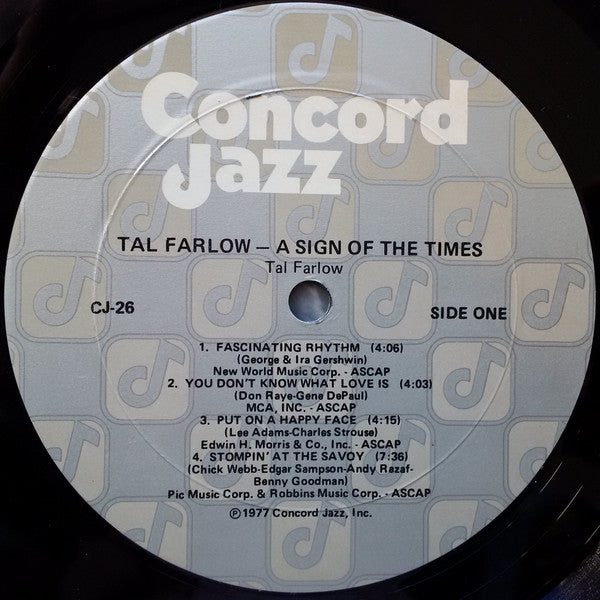 Concord
Jazz
TAL FARLOW – A SIGN OF THE TIMES
Tal Farlow
CJ-26
SIDE ONE
1. FASCINATING RHYTHM (4:06)
(George & Ira Gershwin)
New World Music Corp. - ASCAP
2. YOU DON'T KNOW WHAT LOVE IS (4:03)
(Don Raye-Gene DePaul)
MCA, INC. - ASCAP
3. PUT ON A HAPPY FACE (4:15)
(Lee Adams-Charles Strouse)
Edwin H. Morris & Co., Inc. - ASCAP
4. STOMPIN' AT THE SAVOY (7:36)
(Chick Webb-Edgar Sampson-Andy Razaf-
Benny Goodman)
Pic Music Corp. & Robbins Music Corp. - ASCAP
℗ 1977 Concord Jazz, Inc.